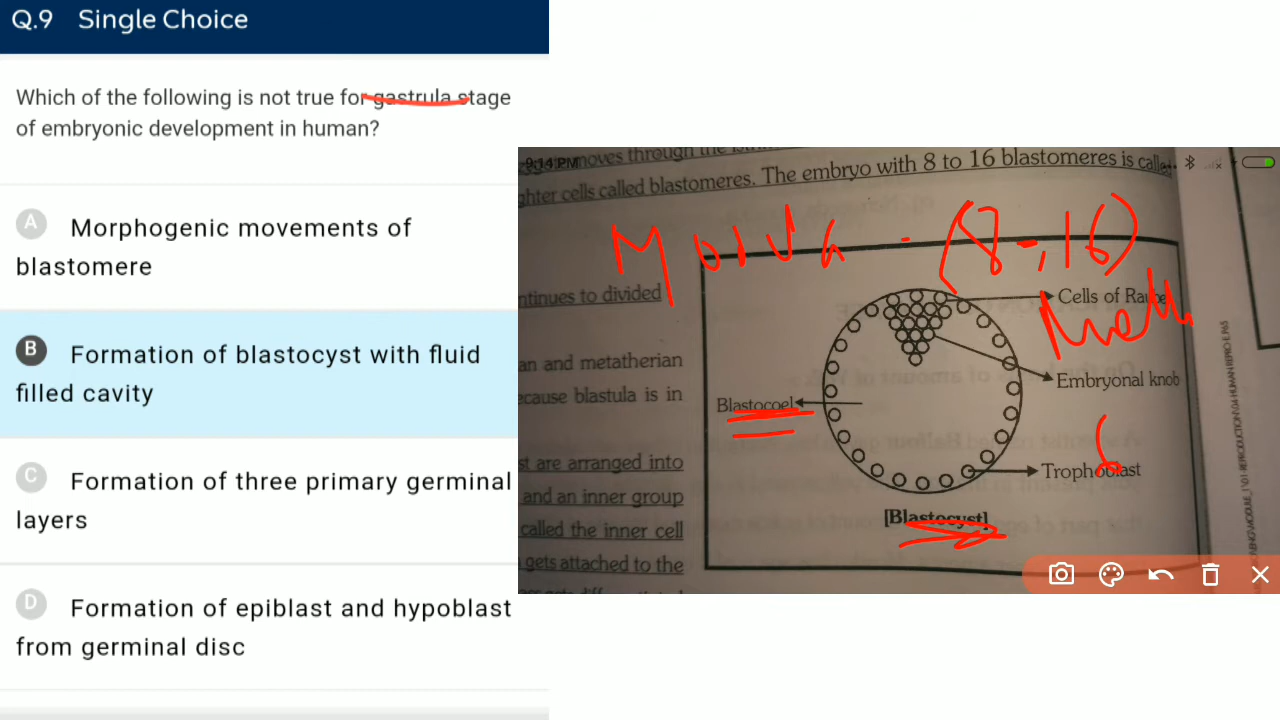 Q.9 Single Choice
Which of the following is not true for gastrula stage
of embryonic development in human?
A Morphogenic movements of
blastomere
B Formation of blastocyst with fluid
filled cavity
C Formation of three primary germinal
layers
D Formation of epiblast and hypoblast
from germinal disc
9:14 PM
moves through the
ghter cells called blastomeres. The embryo with 8 to 16 blastomeres is called
Morula - (8-16)
ntinues to divided
an and metatherian
ecause blastula is in
st are arranged into
and an inner group
called the inner cell
gets attached to the
Cells of
Embryonal knob
Blastocoel
Trophoblast
[Blastocyst]